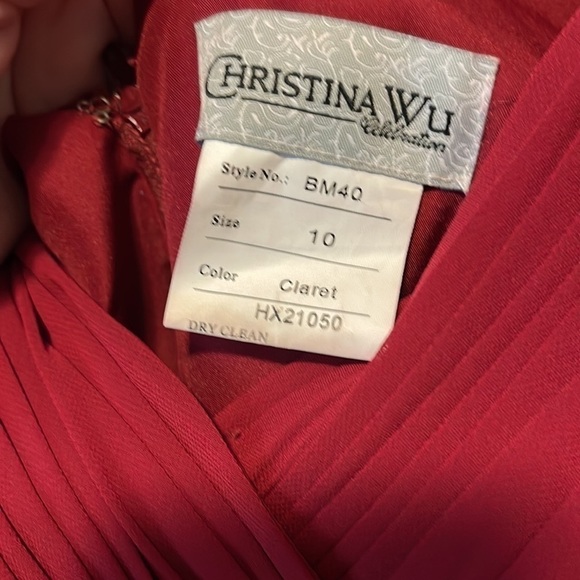 CHRISTINA WU
Celebration
Style No.: BM40
Size 10
Color Claret
HX21050
DRY CLEAN